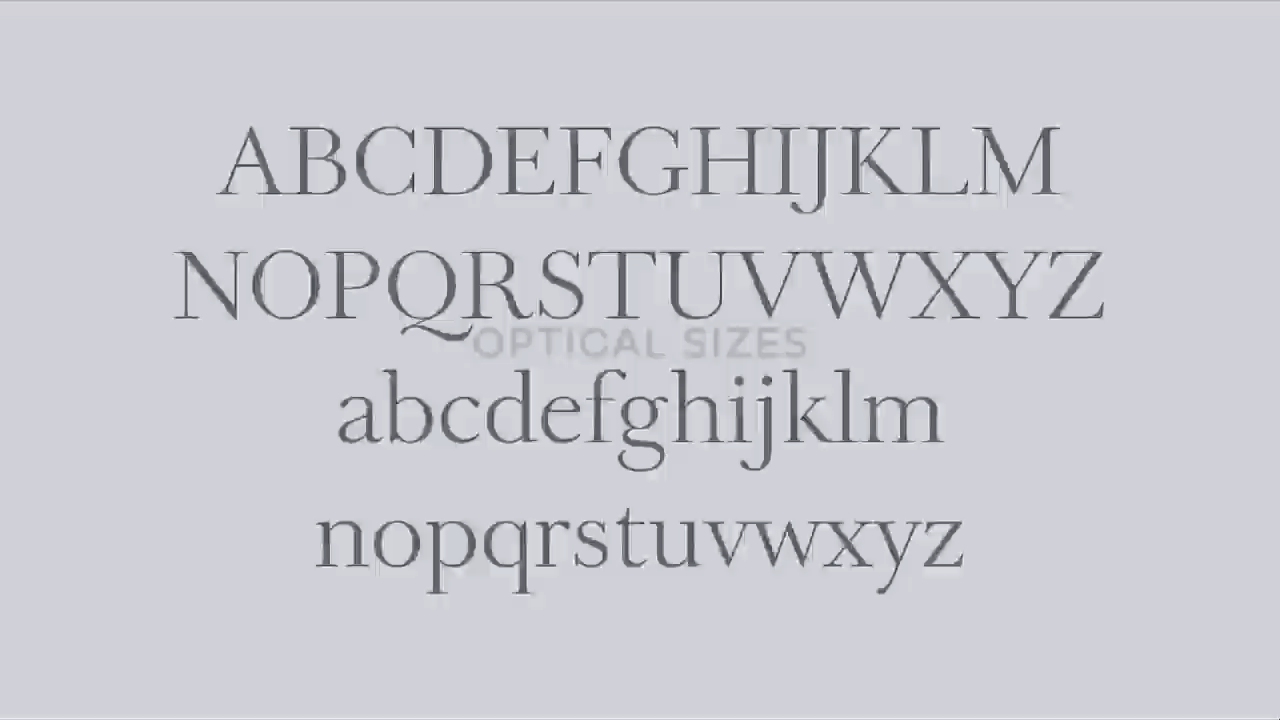 ABCDEFGHIJKLM
NOPQRSTUVWXYZ
OPTICAL SIZES
abcdefghijklm
nopqrstuvwxyz